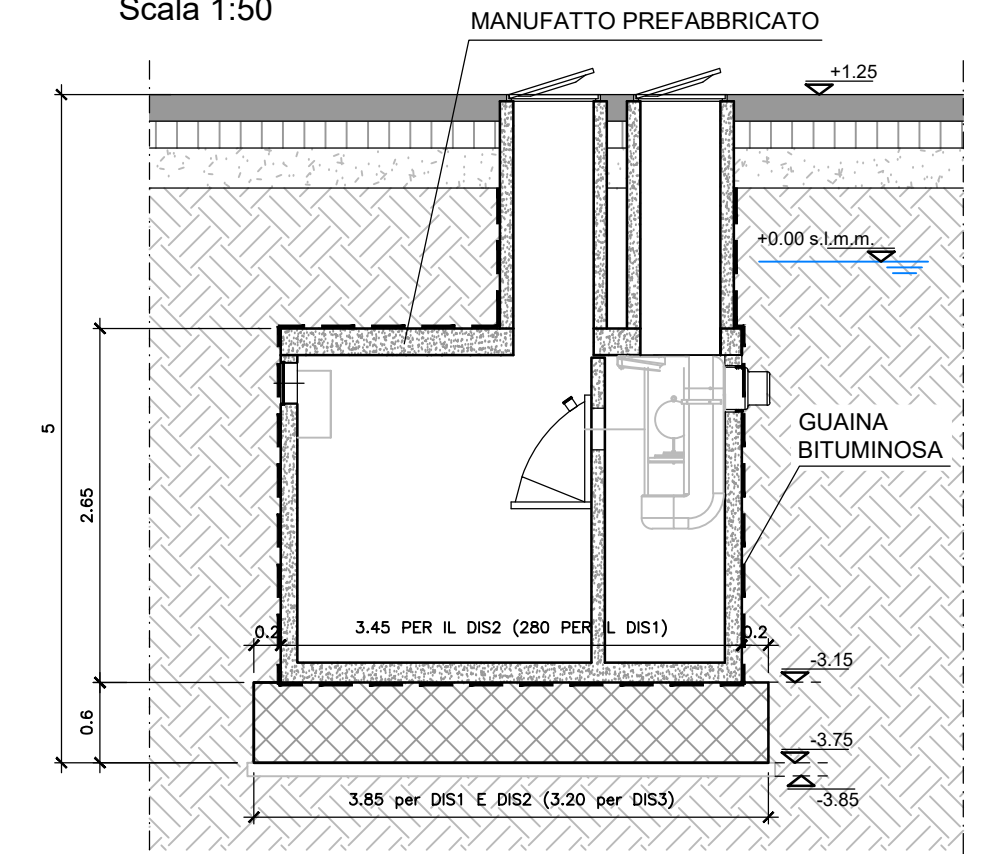 Scala 1:50
MANUFATTO PREFABBRICATO
+1.25
+0.00 s.l.m.m.
GUAINA
BITUMINOSA
5
2.65
0.2
3.45 PER IL DIS2 (280 PER IL DIS1)
0.2
-3.15
0.6
-3.75
3.85 per DIS1 E DIS2 (3.20 per DIS3)
-3.85